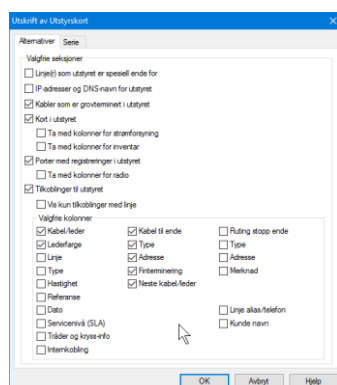 Utskrift av Utstyrskort
Alternativer Serie
Valgfrie seksjoner
Linje(r) som utstyret er spesiell ende for
IP-adresser og DNS-navn for utstyret
Kabler som er grovterminert i utstyret
Kort i utstyret
Ta med kolonner for strømforsyning
Ta med kolonner for inventar
Porter med registreringer i utstyret
Ta med kolonner for radio
Tilkoblinger til utstyret
Vis kun tilkoblinger med linje
Valgfrie kolonner
Kabel/leder Kabel til ende Ruting stopp ende
Lederfarge Type Type
Linje Adresse Adresse
Type Finterminering Merknad
Hastighet Neste kabel/leder
Referanse
Dato Linje alias/telefon
Servicenivå (SLA) Kunde navn
Tråder og kryss-info
Internkobling
OK Avbryt Hjelp